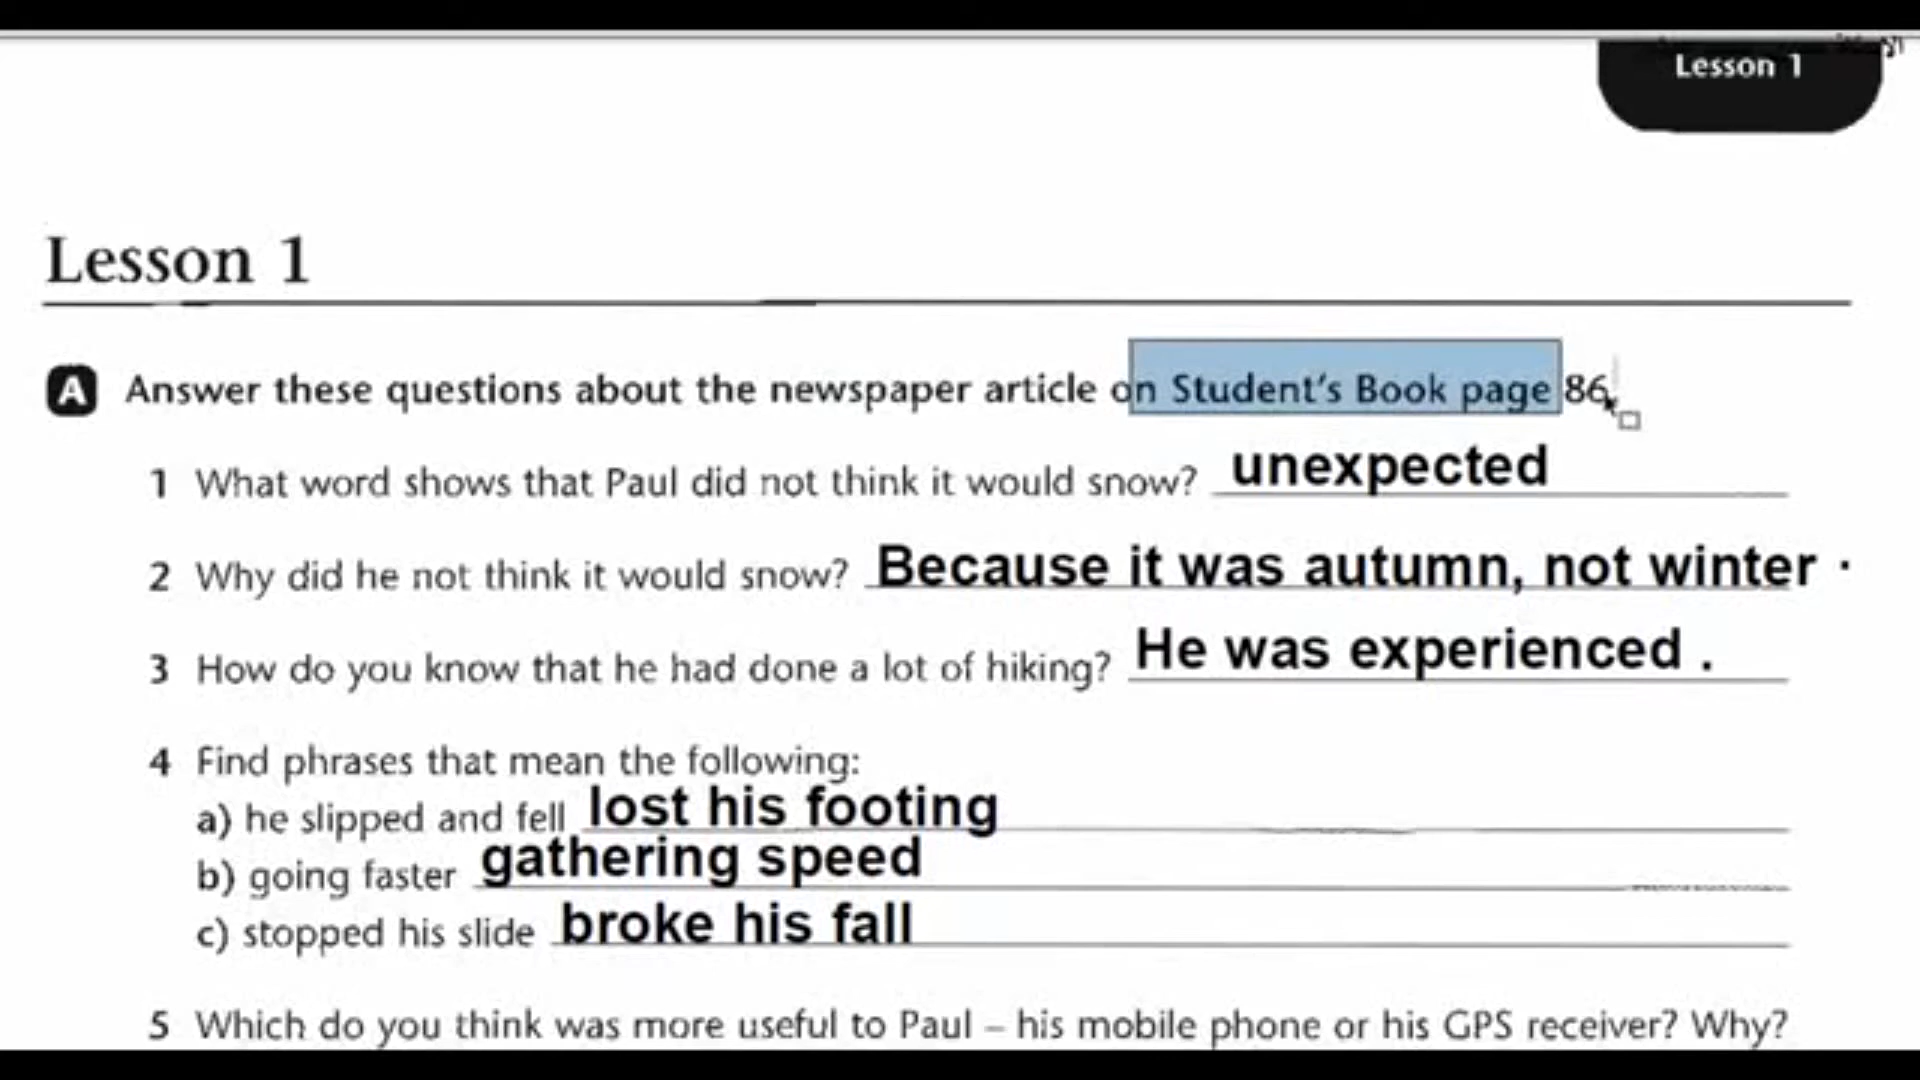 Lesson 1
Lesson 1
A Answer these questions about the newspaper article on Student's Book page 86.
1 What word shows that Paul did not think it would snow? unexpected
2 Why did he not think it would snow? Because it was autumn, not winter .
3 How do you know that he had done a lot of hiking? He was experienced .
4 Find phrases that mean the following:
a) he slipped and fell lost his footing
b) going faster gathering speed
c) stopped his slide broke his fall
5 Which do you think was more useful to Paul – his mobile phone or his GPS receiver? Why?